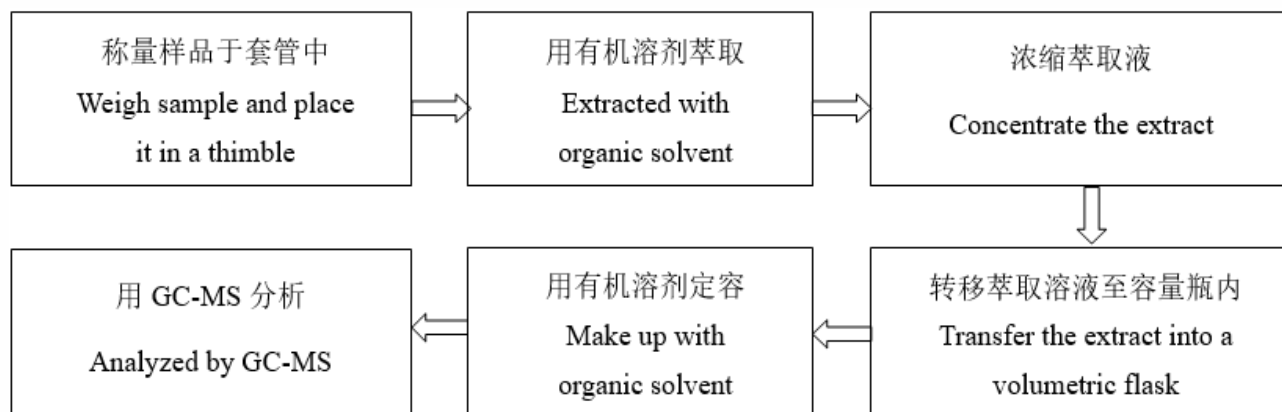 称量样品于套管中
Weigh sample and place
it in a thimble
用有机溶剂萃取
Extracted with
organic solvent
浓缩萃取液
Concentrate the extract
转移萃取溶液至容量瓶内
Transfer the extract into a
volumetric flask
用有机溶剂定容
Make up with
organic solvent
用 GC-MS 分析
Analyzed by GC-MS